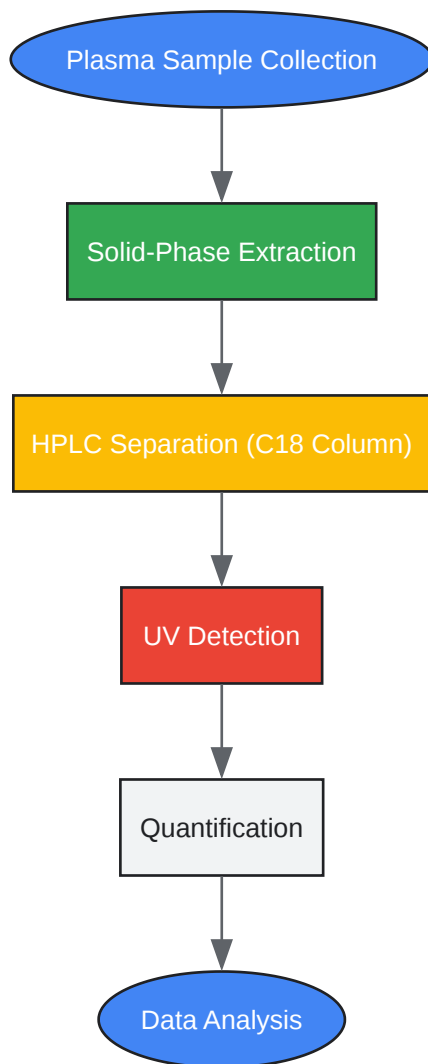 Plasma Sample Collection
Solid-Phase Extraction
HPLC Separation (C18 Column)
UV Detection
Quantification
Data Analysis